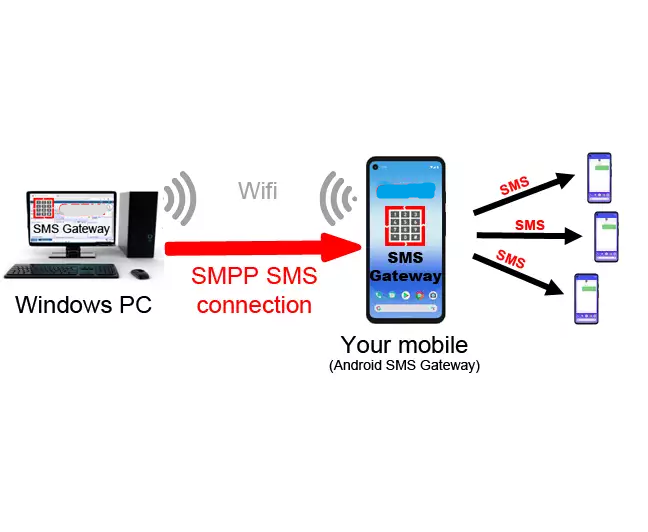 Wifi
SMS Gateway
SMPP SMS
connection
Windows PC
SMS
Gateway
Your mobile
(Android SMS Gateway)
SMS
SMS
SMS